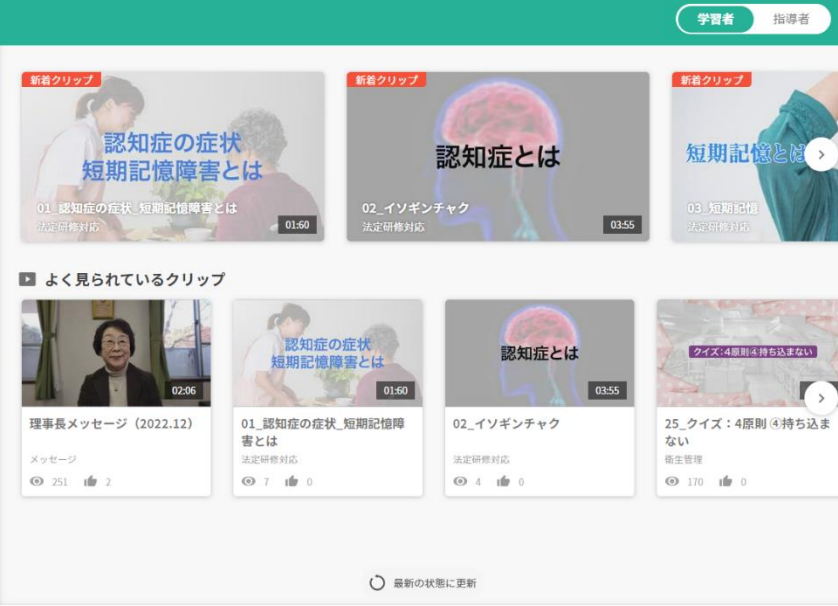 学習者
指導者
新着クリップ
認知症の症状
短期記憶障害とは
01_認知症の症状_短期記憶障害とは
法定研修対応
01:60
新着クリップ
認知症とは
02_イソギンチャク
法定研修対応
03:55
新着クリップ
短期記憶とは
03_短期記憶
法定研修対応
よく見られているクリップ
02:06
理事長メッセージ（2022.12）
メッセージ
251 2
認知症の症状
短期記憶障害とは
01:60
01_認知症の症状_短期記憶障
害とは
法定研修対応
7 0
認知症とは
03:55
02_イソギンチャク
法定研修対応
4 0
クイズ:4原則④持ち込まない
25_クイズ：4原則 ④持ち込ま
ない
衛生管理
170 0
最新の状態に更新